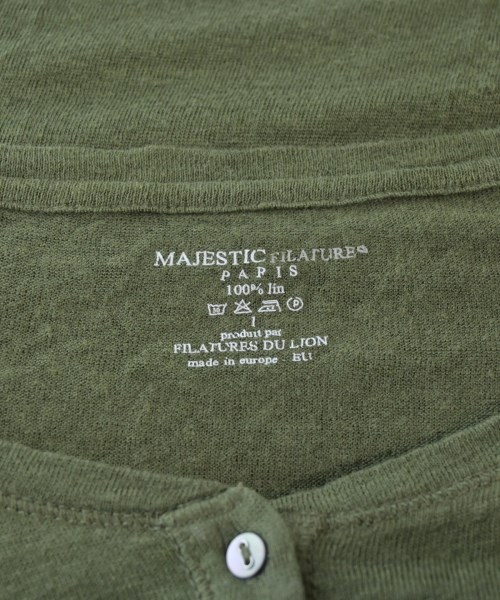 MAJESTIC FILATURES
PARIS
100% lin
1
produit par
FILATURES DU LION
made in europe - EU